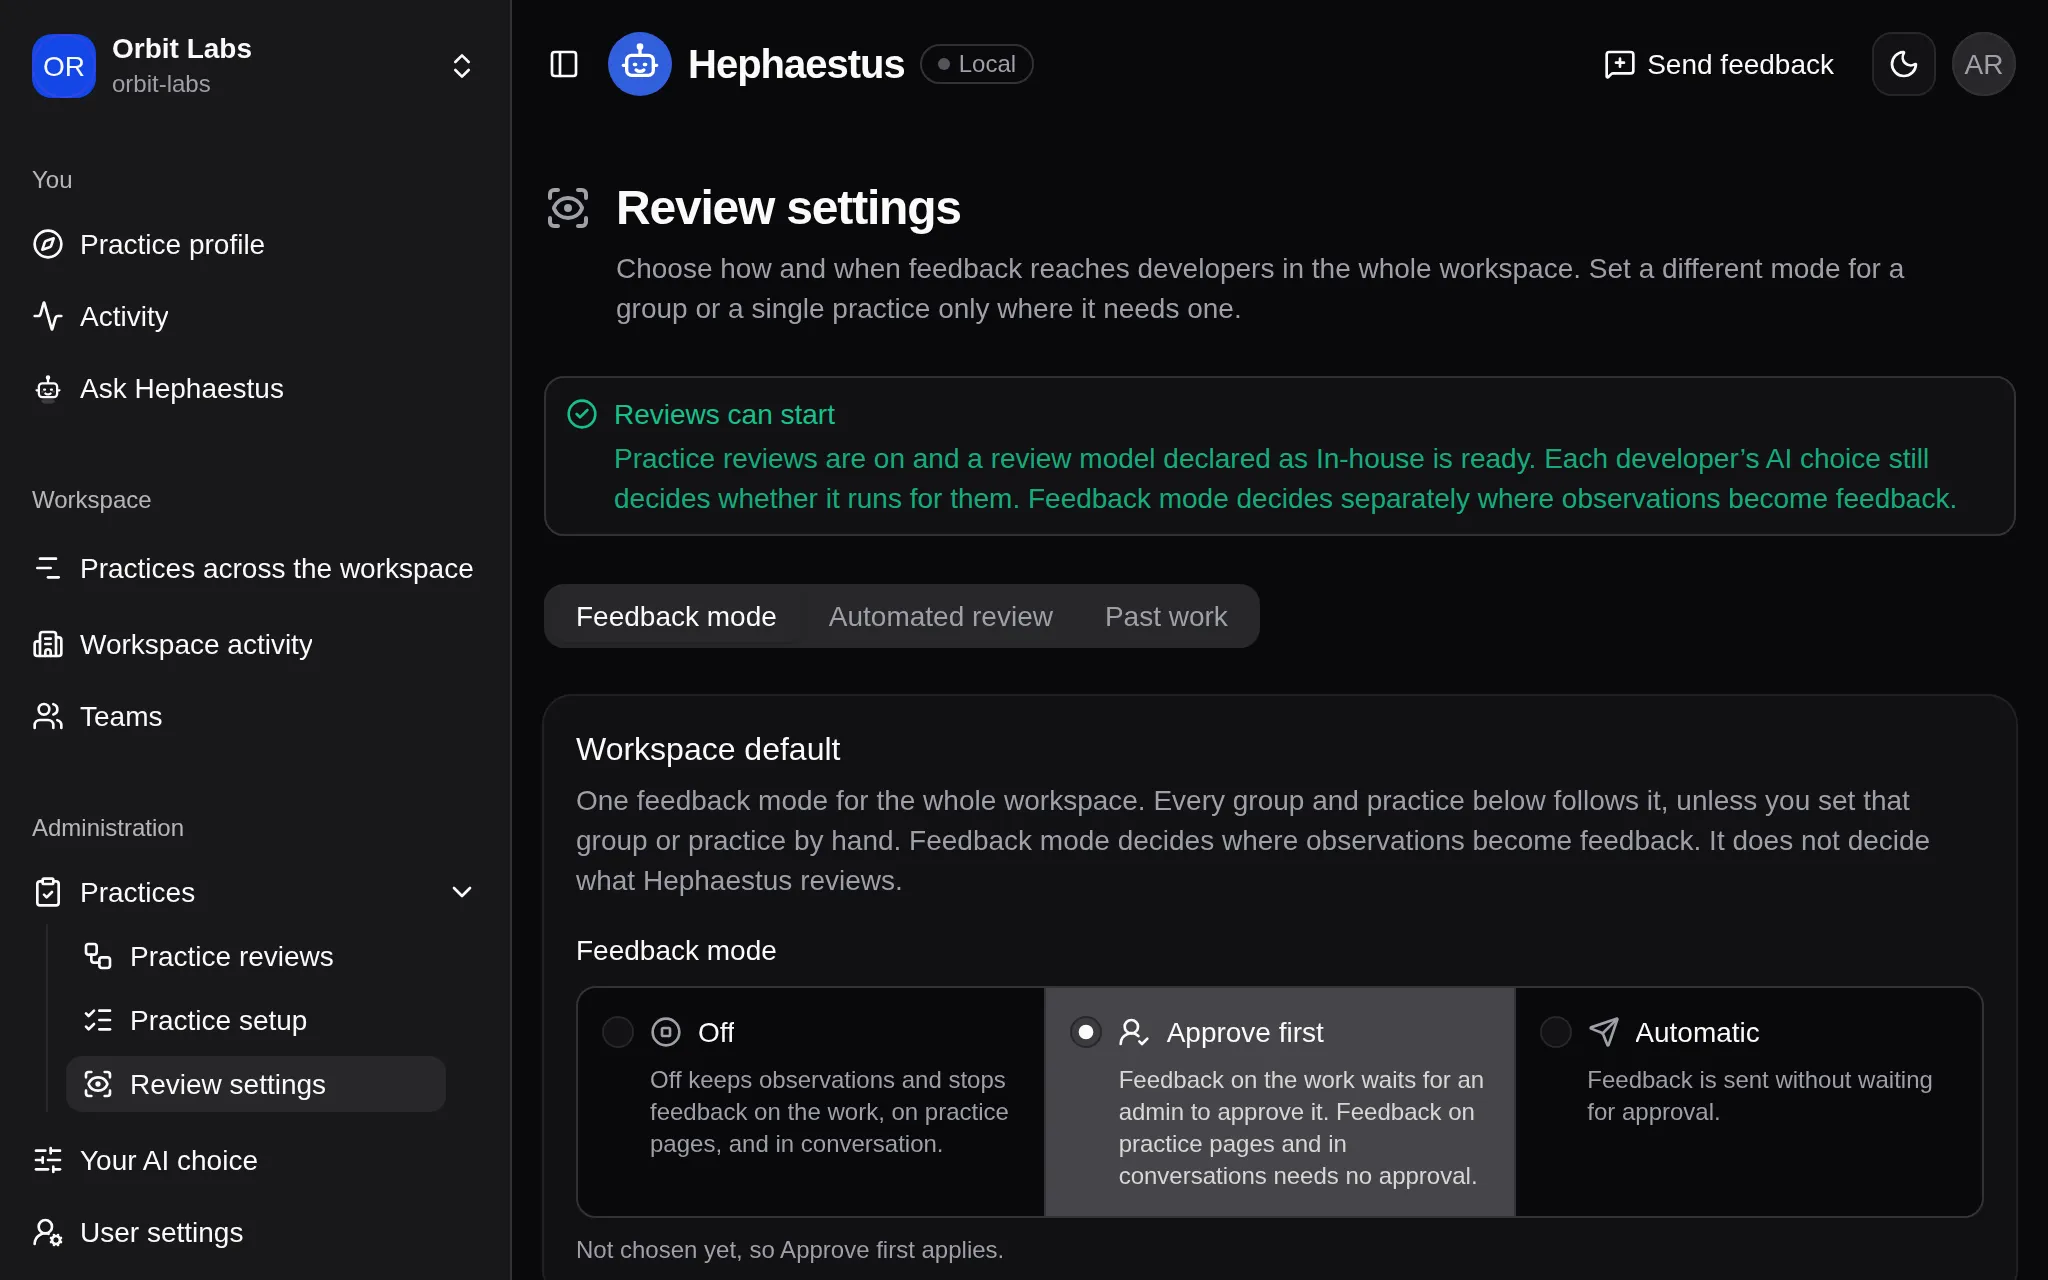 OR
Orbit Labs
orbit-labs
You
Practice profile
Activity
Ask Hephaestus
Workspace
Practices across the workspace
Workspace activity
Teams
Administration
Practices
Practice reviews
Practice setup
Review settings
Your AI choice
User settings
Hephaestus
Local
Send feedback
AR
Review settings
Choose how and when feedback reaches developers in the whole workspace. Set a different mode for a
group or a single practice only where it needs one.
Reviews can start
Practice reviews are on and a review model declared as In-house is ready. Each developer’s AI choice still
decides whether it runs for them. Feedback mode decides separately where observations become feedback.
Feedback mode
Automated review
Past work
Workspace default
One feedback mode for the whole workspace. Every group and practice below follows it, unless you set that
group or practice by hand. Feedback mode decides where observations become feedback. It does not decide
what Hephaestus reviews.
Feedback mode
Off
Off keeps observations and stops
feedback on the work, on practice
pages, and in conversation.
Approve first
Feedback on the work waits for an
admin to approve it. Feedback on
practice pages and in
conversations needs no approval.
Automatic
Feedback is sent without waiting
for approval.
Not chosen yet, so Approve first applies.